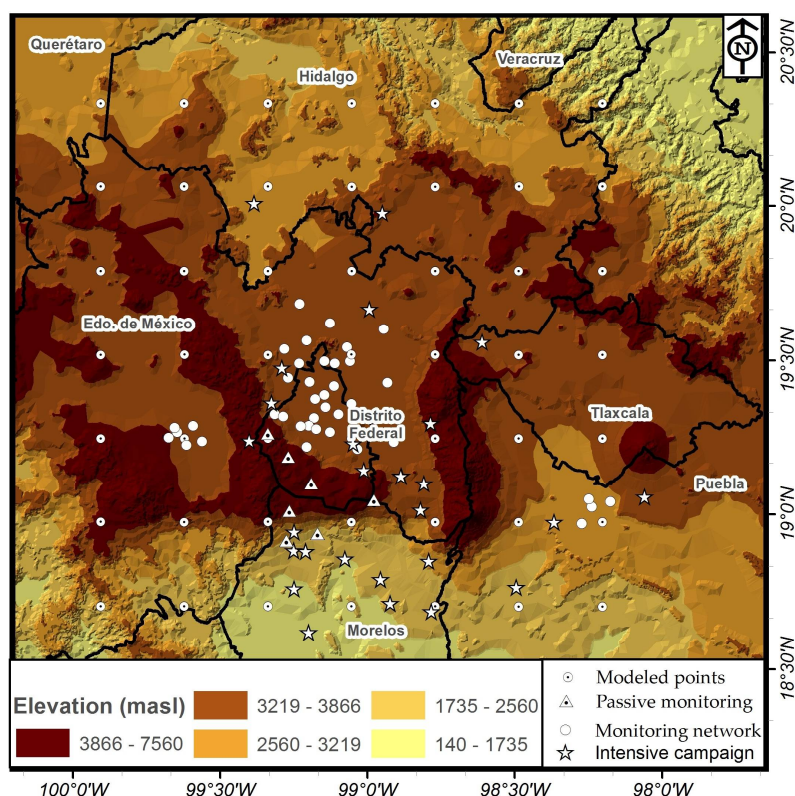 Querétaro
Hidalgo
Veracruz
N
20°30'N
20°0'N
Edo. de México
19°30'N
Distrito
Federal
Tlaxcala
Puebla
19°0'N
Morelos
18°30'N
Elevation (masl)
3219 - 3866
1735 - 2560
3866 - 7560
2560 - 3219
140 - 1735
Modeled points
Passive monitoring
Monitoring network
Intensive campaign
100°0'W
99°30'W
99°0'W
98°30'W
98°0'W